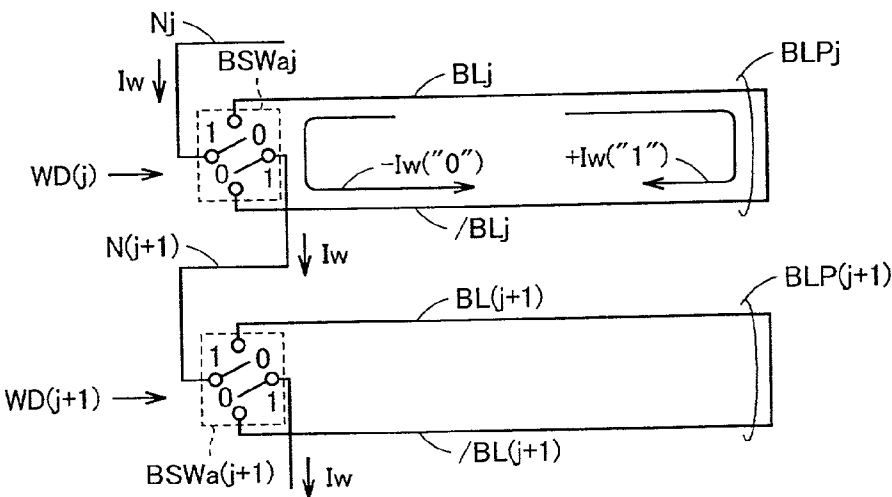 Nj
BSWaj
BLj
BLPj
Iw
1 0
0 1
−Iw("0")
+Iw("1")
WD(j)
/BLj
N(j+1)
Iw
BL(j+1)
BLP(j+1)
1 0
0 1
WD(j+1)
/BL(j+1)
BSWa(j+1)
Iw